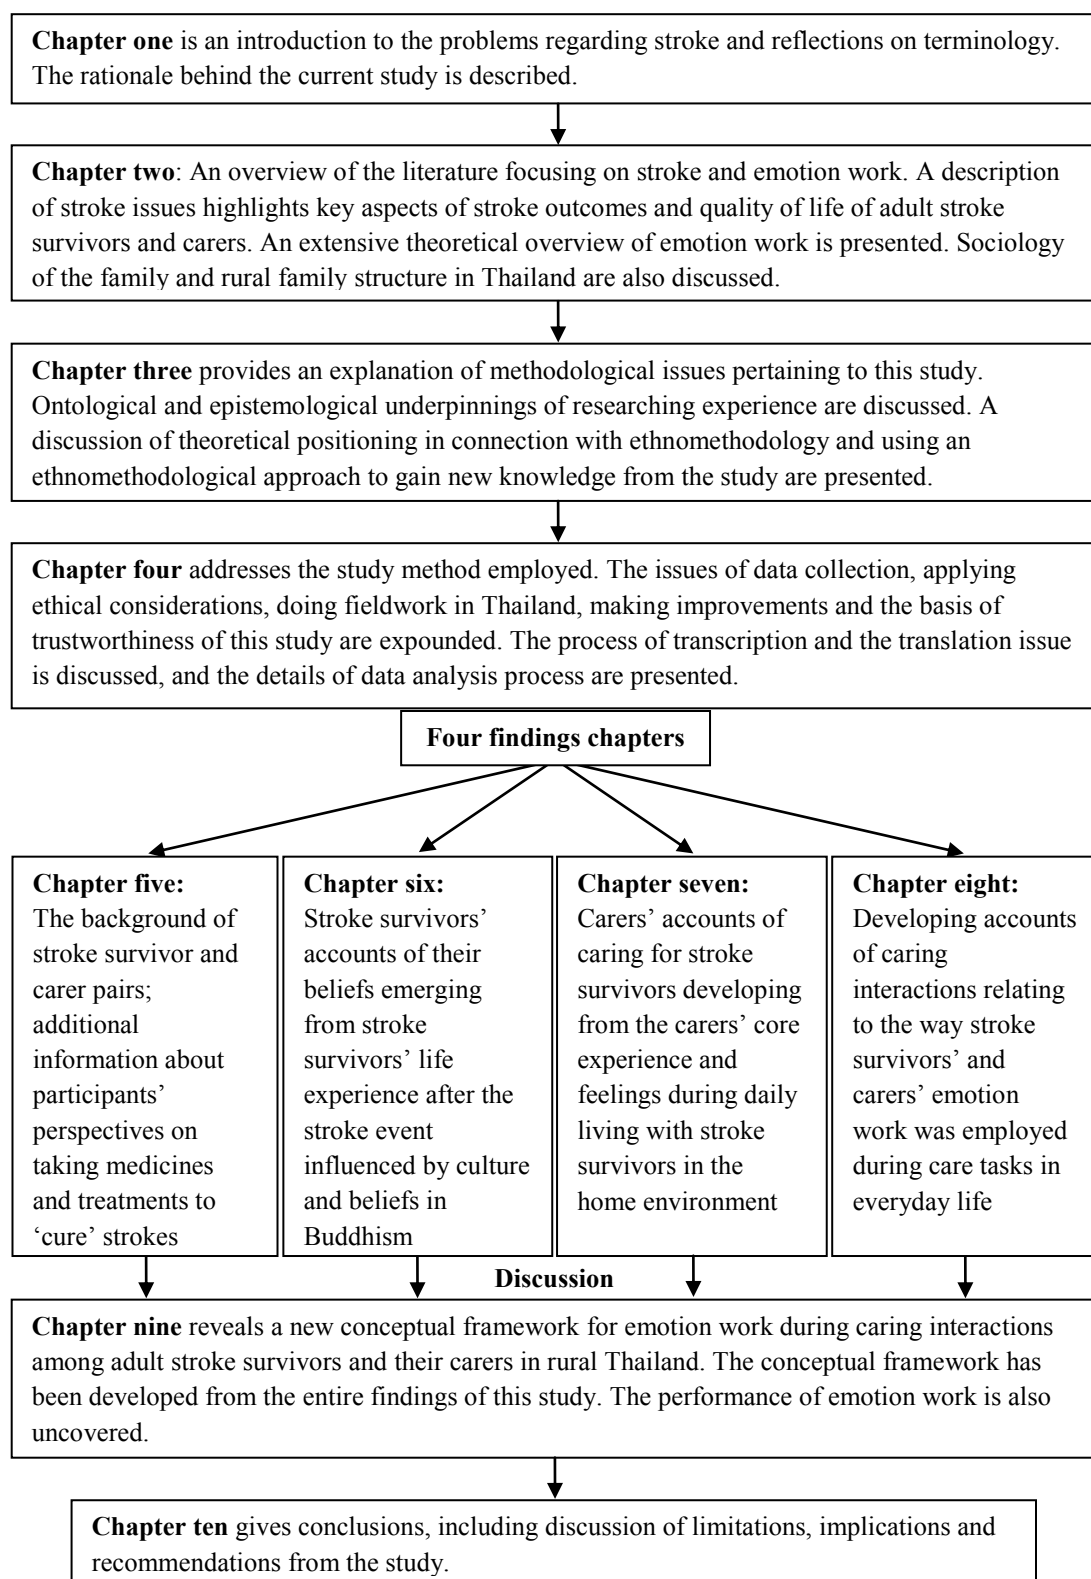 Chapter one is an introduction to the problems regarding stroke and reflections on terminology.
The rationale behind the current study is described.
Chapter two: An overview of the literature focusing on stroke and emotion work. A description
of stroke issues highlights key aspects of stroke outcomes and quality of life of adult stroke
survivors and carers. An extensive theoretical overview of emotion work is presented. Sociology
of the family and rural family structure in Thailand are also discussed.
Chapter three provides an explanation of methodological issues pertaining to this study.
Ontological and epistemological underpinnings of researching experience are discussed. A
discussion of theoretical positioning in connection with ethnomethodology and using an
ethnomethodological approach to gain new knowledge from the study are presented.
Chapter four addresses the study method employed. The issues of data collection, applying
ethical considerations, doing fieldwork in Thailand, making improvements and the basis of
trustworthiness of this study are expounded. The process of transcription and the translation issue
is discussed, and the details of data analysis process are presented.
Four findings chapters
Chapter five:
The background of
stroke survivor and
carer pairs;
additional
information about
participants’
perspectives on
taking medicines
and treatments to
‘cure’ strokes
Chapter six:
Stroke survivors’
accounts of their
beliefs emerging
from stroke
survivors’ life
experience after the
stroke event
influenced by culture
and beliefs in
Buddhism
Chapter seven:
Carers’ accounts of
caring for stroke
survivors developing
from the carers’ core
experience and
feelings during daily
living with stroke
survivors in the
home environment
Chapter eight:
Developing accounts
of caring
interactions relating
to the way stroke
survivors’ and
carers’ emotion
work was employed
during care tasks in
everyday life
Discussion
Chapter nine reveals a new conceptual framework for emotion work during caring interactions
among adult stroke survivors and their carers in rural Thailand. The conceptual framework has
been developed from the entire findings of this study. The performance of emotion work is also
uncovered.
Chapter ten gives conclusions, including discussion of limitations, implications and
recommendations from the study.